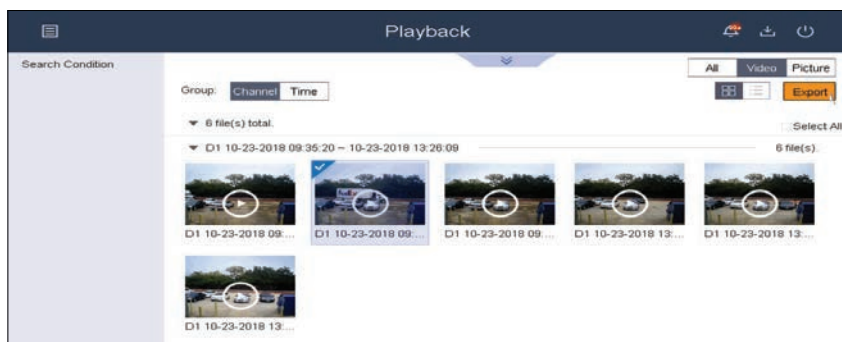 Playback
Search Condition
All Video Picture
Group: Channel Time
Export
6 file(s) total.
Select All
D1 10-23-2018 09:35:20 ~ 10-23-2018 13:26:09
6 file(s).
D1 10-23-2018 09:...
D1 10-23-2018 09:...
D1 10-23-2018 09:...
D1 10-23-2018 13:...
D1 10-23-2018 13:...
D1 10-23-2018 13:...